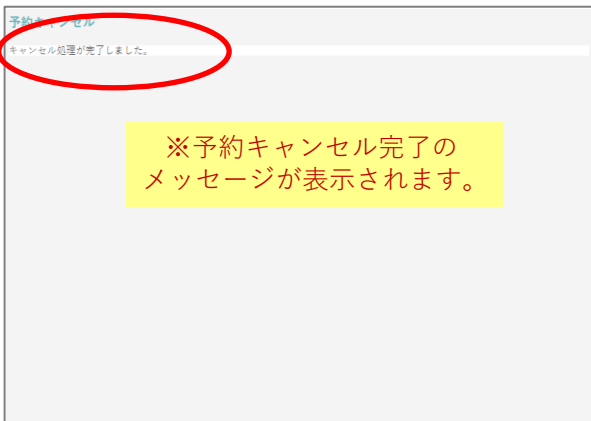 予約キャンセル
キャンセル処理が完了しました。
※予約キャンセル完了の
メッセージが表示されます。